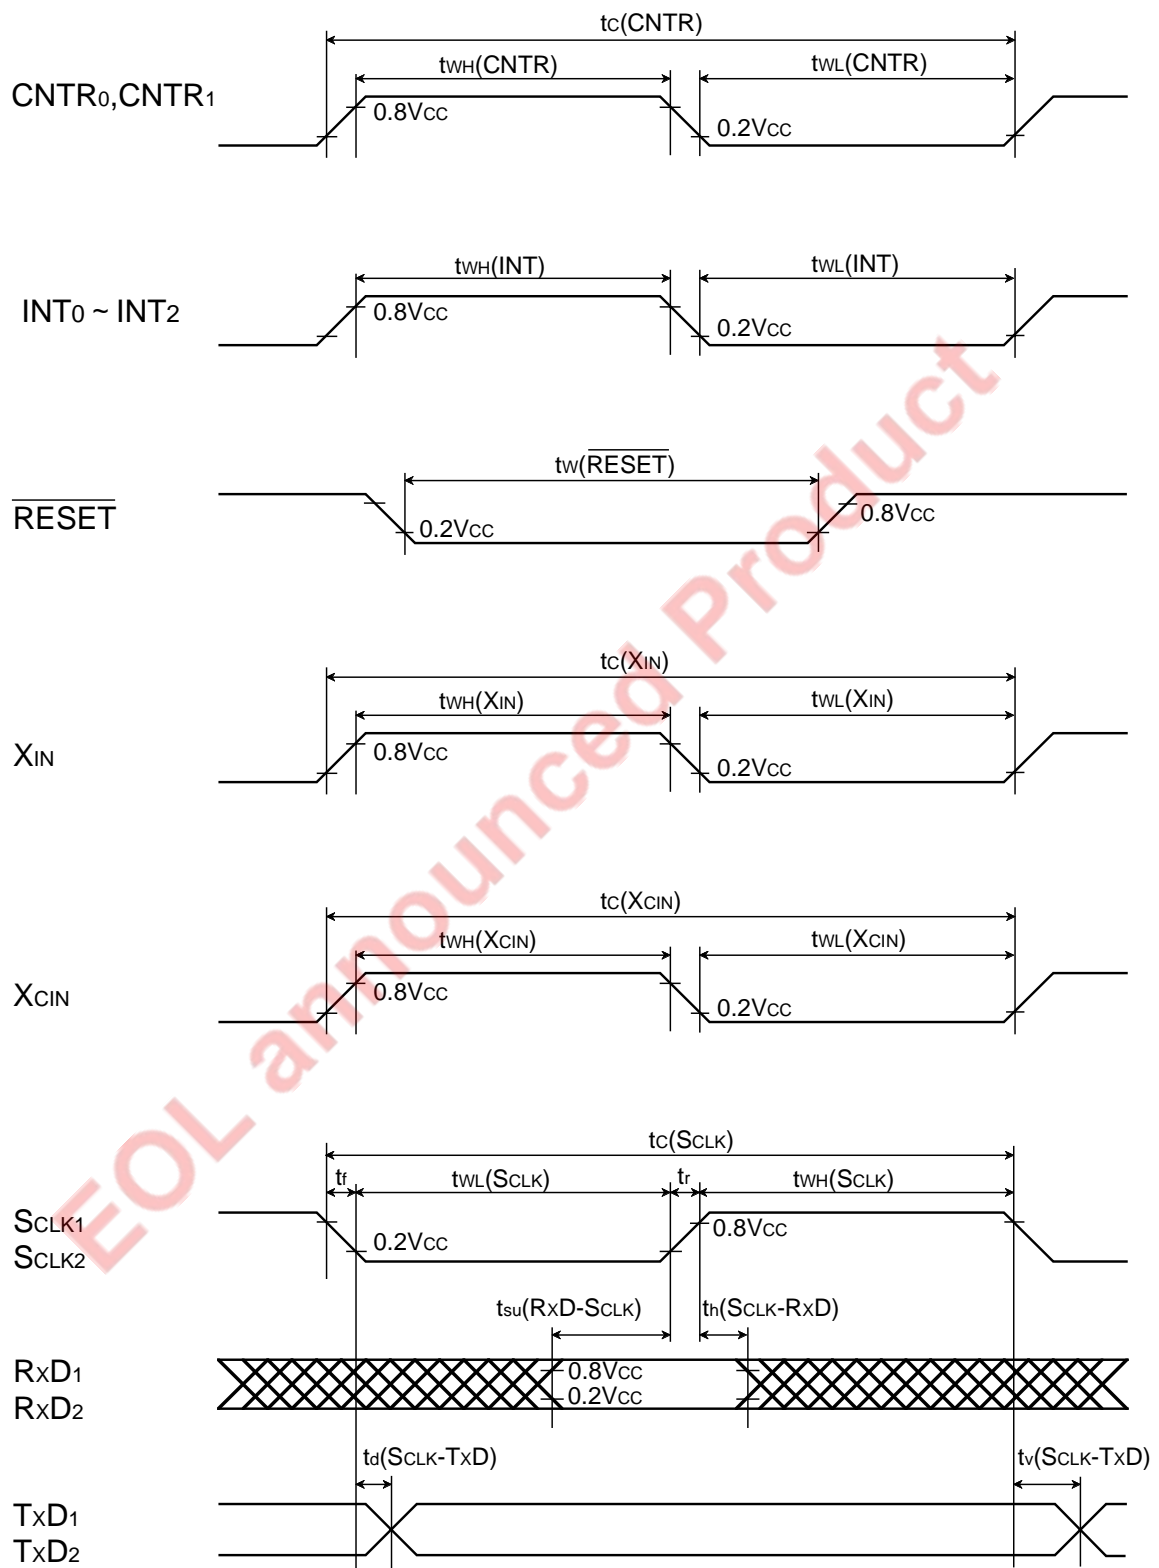 tC(CNTR)
tWH(CNTR)
tWL(CNTR)
CNTR0,CNTR1
0.8VCC
0.2VCC
tWH(INT)
tWL(INT)
INT0 ~ INT2
0.8VCC
0.2VCC
tW(RESET)
RESET
0.2VCC
0.8VCC
tC(XIN)
tWH(XIN)
tWL(XIN)
XIN
0.8VCC
0.2VCC
tC(XCIN)
tWH(XCIN)
tWL(XCIN)
XCIN
0.8VCC
0.2VCC
tC(SCLK)
tf
tWL(SCLK)
tr
tWH(SCLK)
SCLK1
SCLK2
0.2VCC
0.8VCC
tsu(RXD-SCLK)
th(SCLK-RXD)
RXD1
RXD2
0.8VCC
0.2VCC
td(SCLK-TXD)
tv(SCLK-TXD)
TXD1
TXD2
EOL announced Product